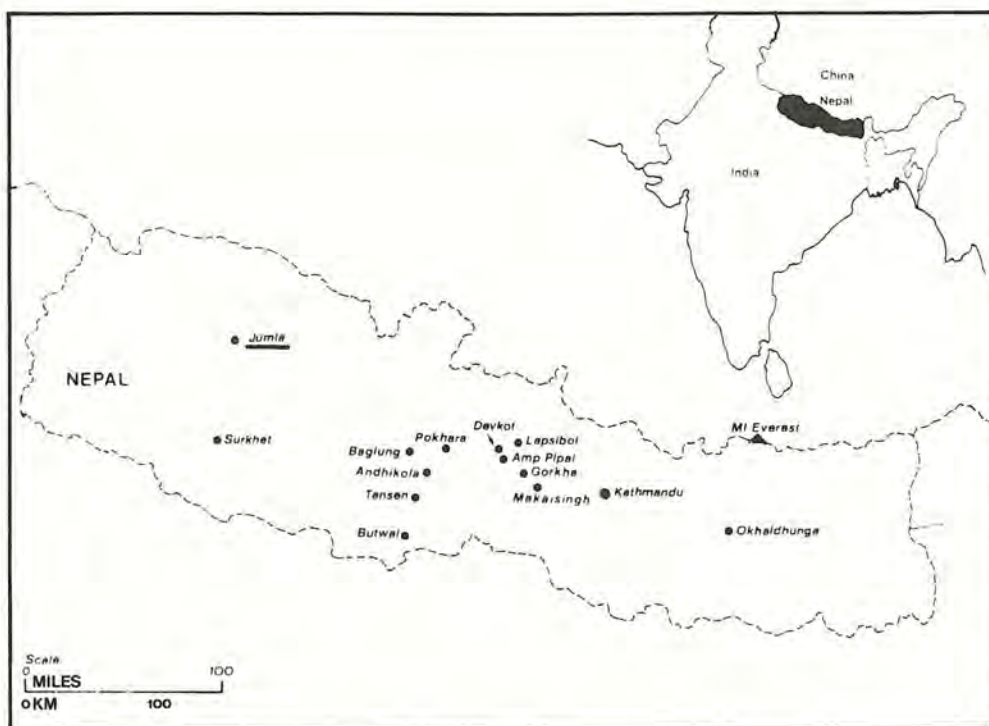 China
Nepal
India
Jumla
NEPAL
Mt Everest
Surkhet
Devkot
Lapsibot
Pokhara
Baglung
Amp Pipal
Andhikola
Gorkha
Tansen
Makaisingh
Kathmandu
Butwal
Okhaldhunga
Scale
0 100
MILES
0 KM 100